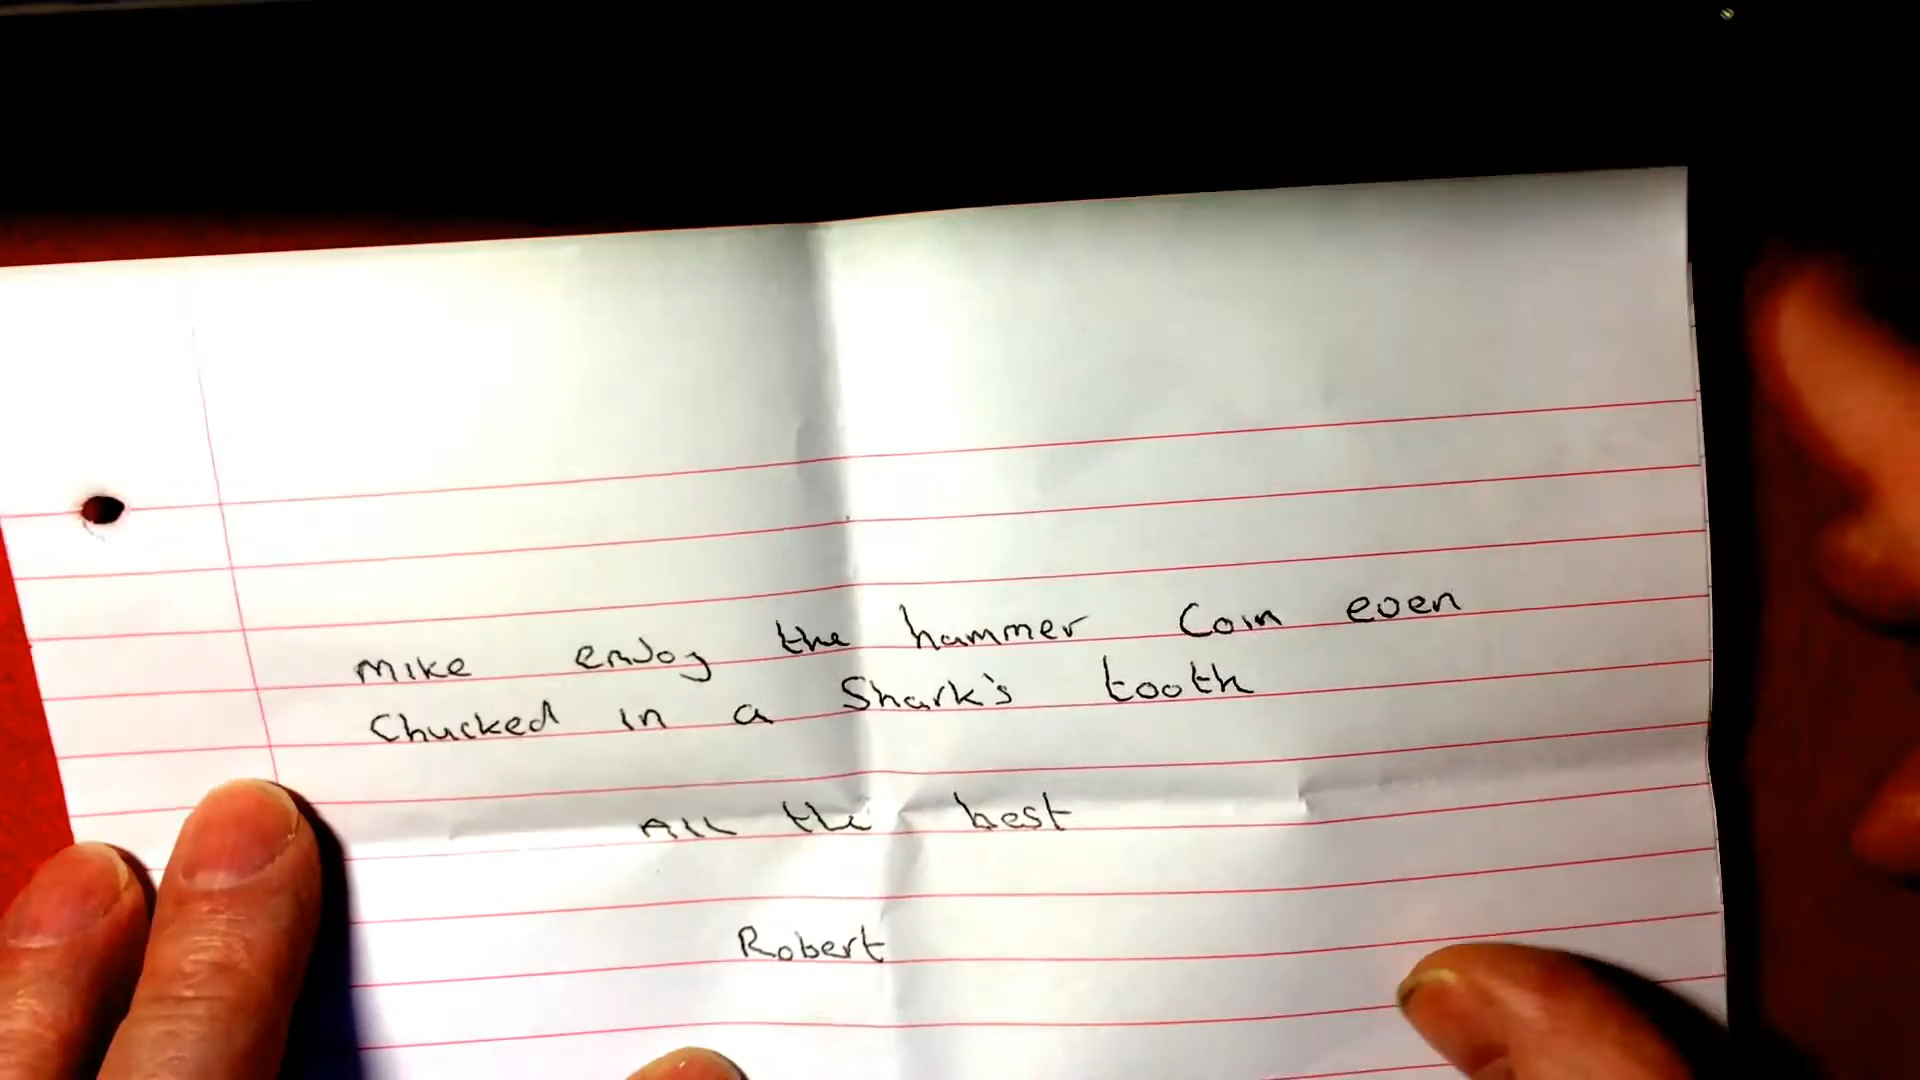 Mike enjoy the hammer Coin even
Chucked in a Shark's tooth
All the best
Robert